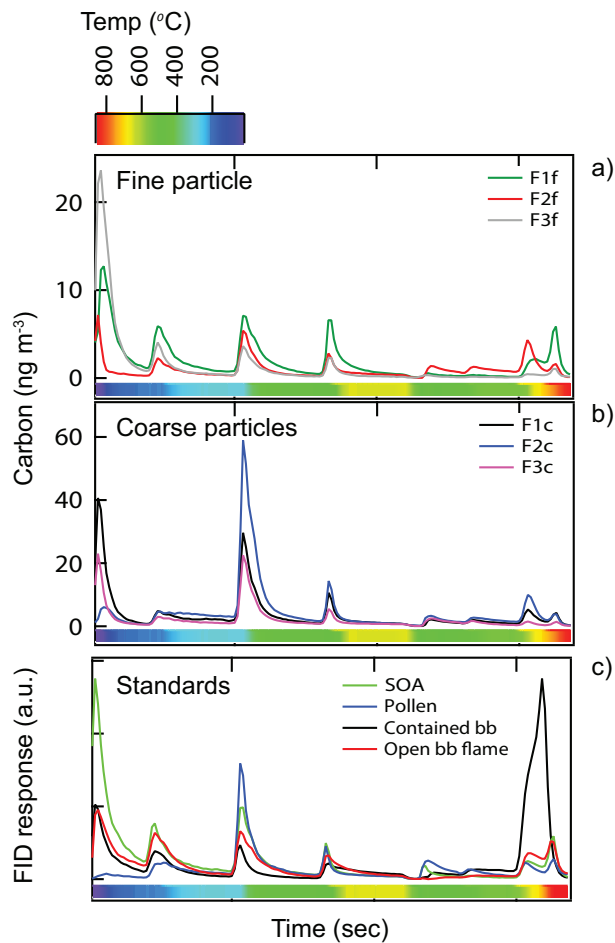 Temp (°C)
800
600
400
200
a)
Fine particle
F1f
F2f
F3f
20
10
0
b)
Coarse particles
F1c
F2c
F3c
60
40
20
0
Carbon (ng m⁻³)
c)
Standards
SOA
Pollen
Contained bb
Open bb flame
FID response (a.u.)
Time (sec)